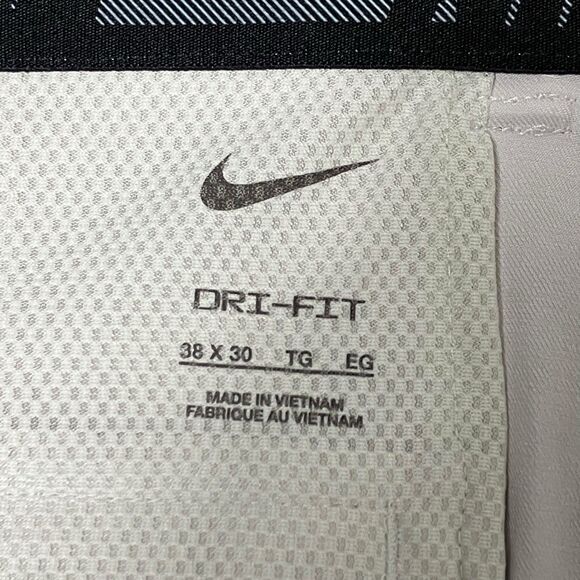 DRI-FIT
38 X 30 TG EG
MADE IN VIETNAM
FABRIQUE AU VIETNAM